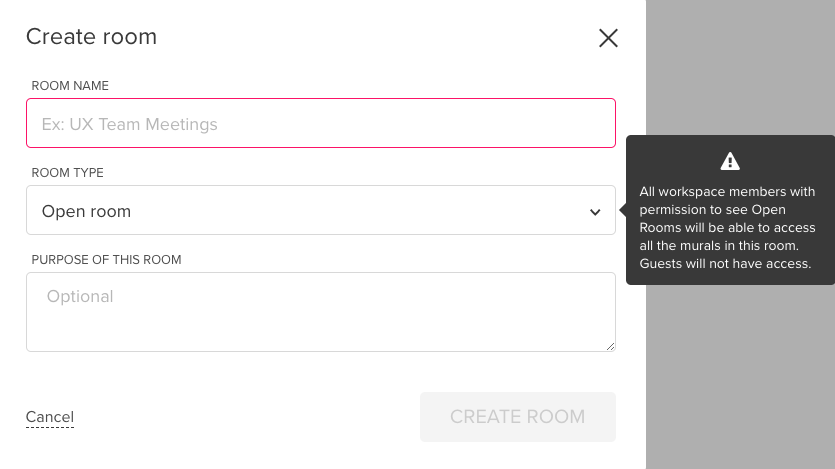 Create room
ROOM NAME
Ex: UX Team Meetings
ROOM TYPE
Open room
All workspace members with
permission to see Open
Rooms will be able to access
all the murals in this room.
Guests will not have access.
PURPOSE OF THIS ROOM
Optional
Cancel
CREATE ROOM